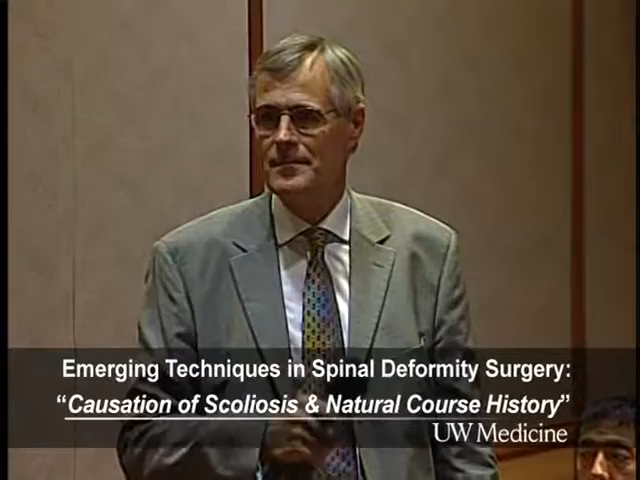 Emerging Techniques in Spinal Deformity Surgery:
“Causation of Scoliosis & Natural Course History”
UW Medicine